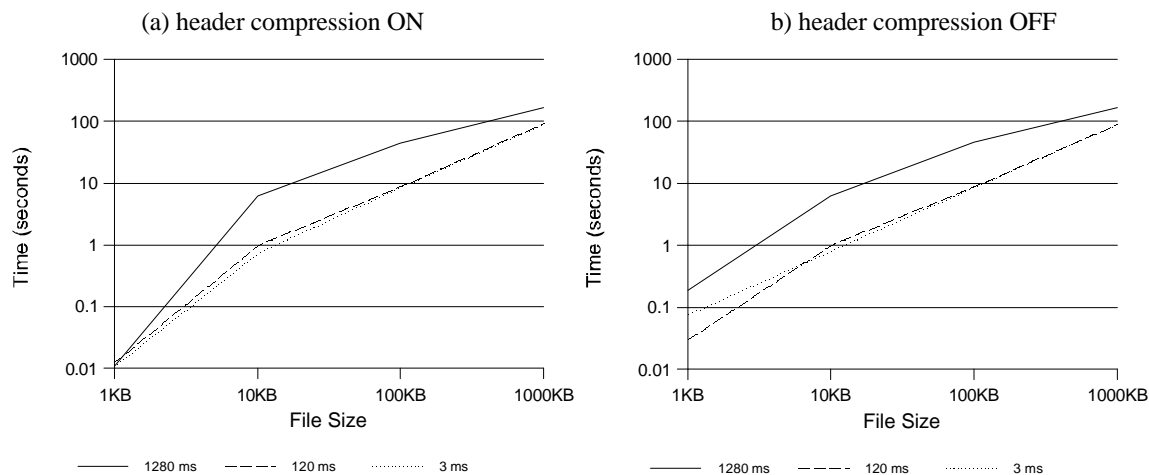 (a) header compression ON
1000
100
10
1
0.1
0.01
Time (seconds)
1KB 10KB 100KB 1000KB
File Size
1280 ms 120 ms 3 ms
b) header compression OFF
1000
100
10
1
0.1
0.01
Time (seconds)
1KB 10KB 100KB 1000KB
File Size
1280 ms 120 ms 3 ms